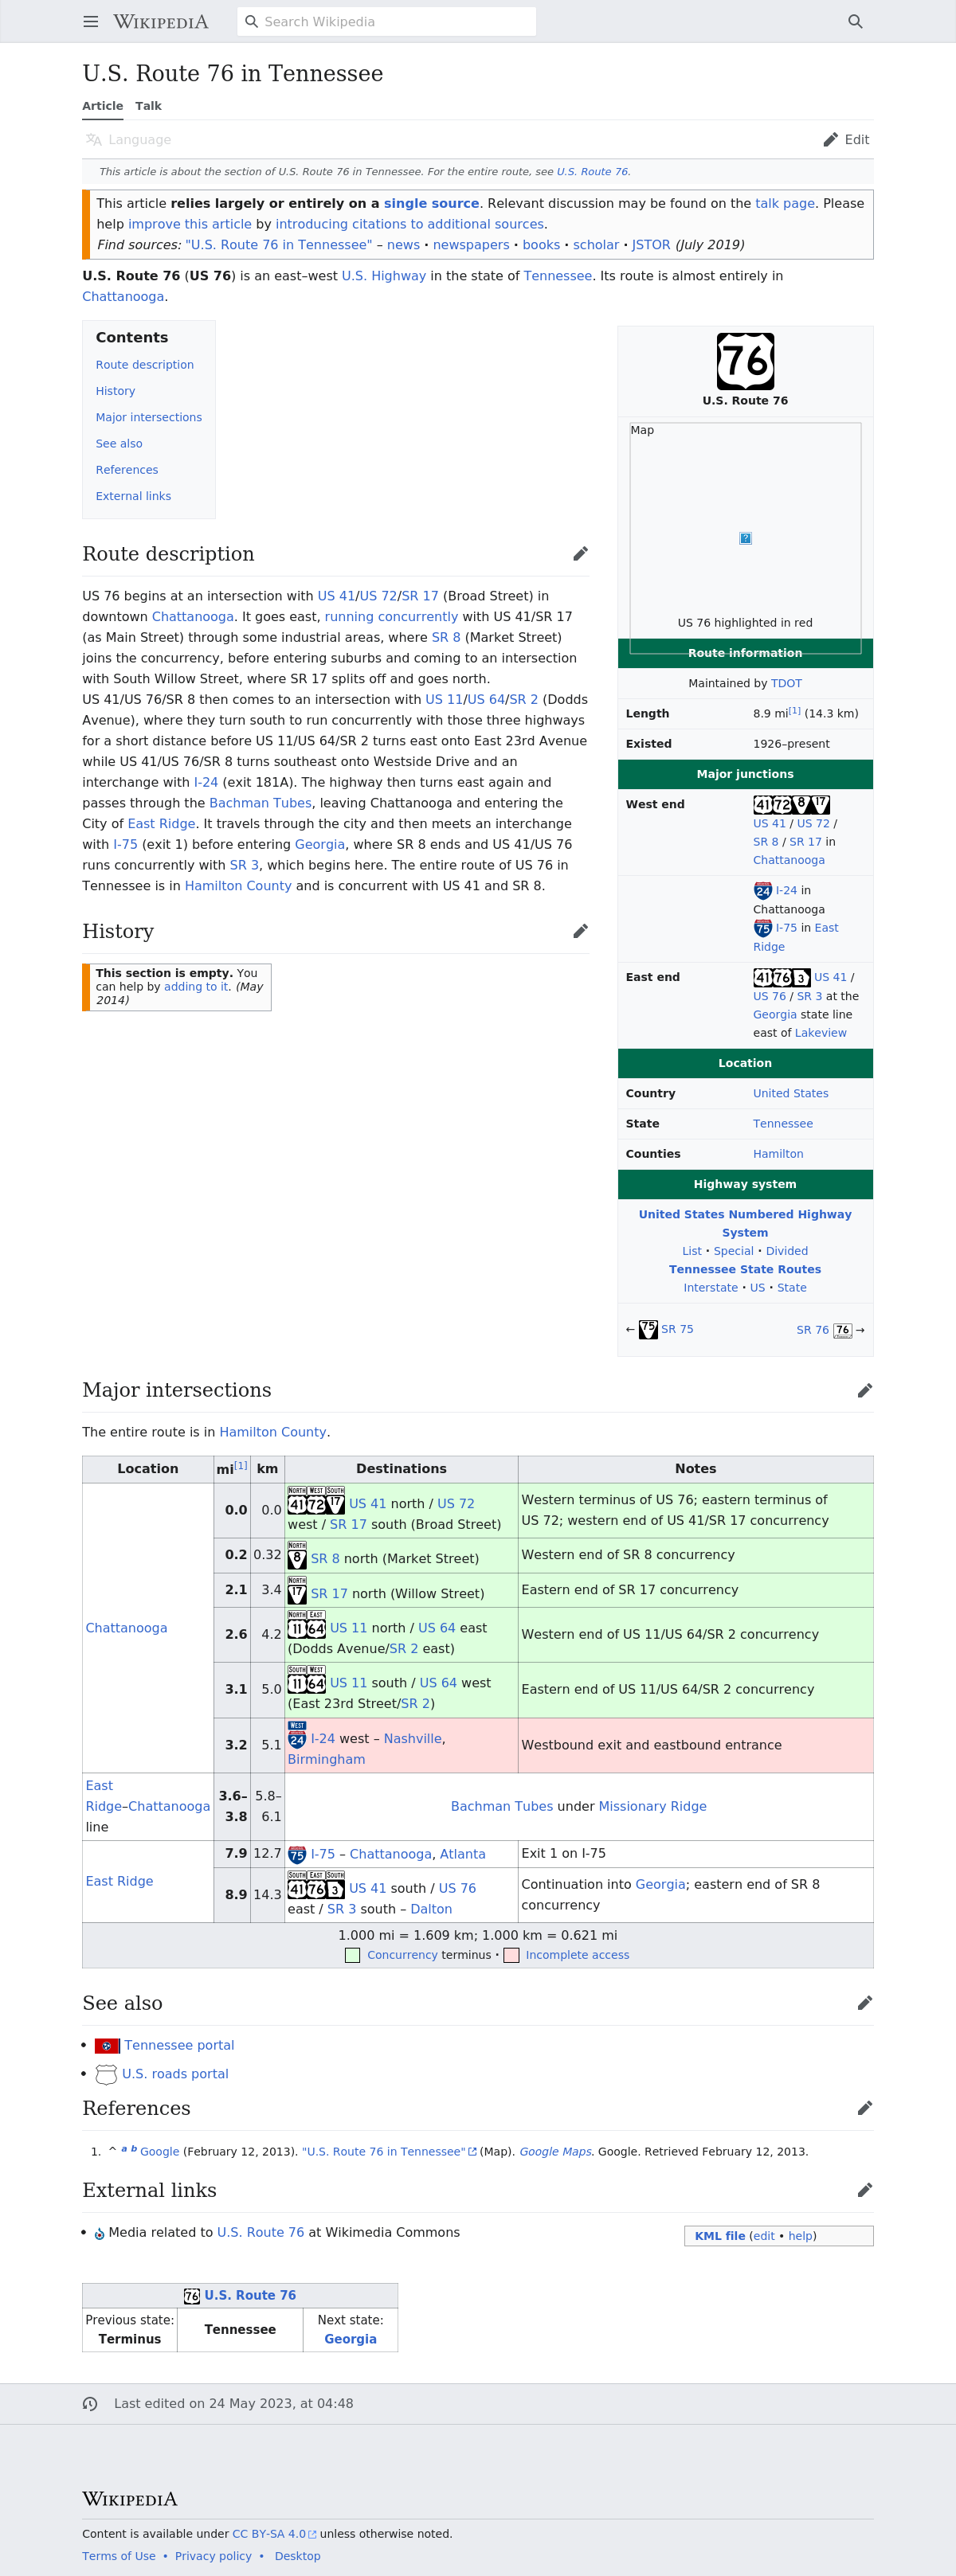 WIKIPEDIA
Search Wikipedia
U.S. Route 76 in Tennessee
Article Talk
Language
Edit
This article is about the section of U.S. Route 76 in Tennessee. For the entire route, see U.S. Route 76.
This article relies largely or entirely on a single source. Relevant discussion may be found on the talk page. Please
help improve this article by introducing citations to additional sources.
Find sources: "U.S. Route 76 in Tennessee" – news · newspapers · books · scholar · JSTOR (July 2019)
U.S. Route 76 (US 76) is an east–west U.S. Highway in the state of Tennessee. Its route is almost entirely in
Chattanooga.
Contents
Route description
History
Major intersections
See also
References
External links
Route description
US 76 begins at an intersection with US 41/US 72/SR 17 (Broad Street) in
downtown Chattanooga. It goes east, running concurrently with US 41/SR 17
(as Main Street) through some industrial areas, where SR 8 (Market Street)
joins the concurrency, before entering suburbs and coming to an intersection
with South Willow Street, where SR 17 splits off and goes north.
US 41/US 76/SR 8 then comes to an intersection with US 11/US 64/SR 2 (Dodds
Avenue), where they turn south to run concurrently with those three highways
for a short distance before US 11/US 64/SR 2 turns east onto East 23rd Avenue
while US 41/US 76/SR 8 turns southeast onto Westside Drive and an
interchange with I-24 (exit 181A). The highway then turns east again and
passes through the Bachman Tubes, leaving Chattanooga and entering the
City of East Ridge. It travels through the city and then meets an interchange
with I-75 (exit 1) before entering Georgia, where SR 8 ends and US 41/US 76
runs concurrently with SR 3, which begins here. The entire route of US 76 in
Tennessee is in Hamilton County and is concurrent with US 41 and SR 8.
History
This section is empty. You
can help by adding to it. (May
2014)
76
U.S. Route 76
Map
US 76 highlighted in red
Route information
Maintained by TDOT
Length 8.9 mi[1] (14.3 km)
Existed 1926–present
Major junctions
West end 41 72 8 17
US 41 / US 72 /
SR 8 / SR 17 in
Chattanooga
24 I-24 in
Chattanooga
75 I-75 in East
Ridge
East end 41 76 3 US 41 /
US 76 / SR 3 at the
Georgia state line
east of Lakeview
Location
Country United States
State Tennessee
Counties Hamilton
Highway system
United States Numbered Highway
System
List · Special · Divided
Tennessee State Routes
Interstate · US · State
← 75 SR 75 SR 76 76 →
Major intersections
The entire route is in Hamilton County.
Location mi[1] km Destinations Notes
Chattanooga
0.0 0.0 NORTH WEST SOUTH 41 72 17 US 41 north / US 72
west / SR 17 south (Broad Street)
Western terminus of US 76; eastern terminus of
US 72; western end of US 41/SR 17 concurrency
0.2 0.32 NORTH 8 SR 8 north (Market Street) Western end of SR 8 concurrency
2.1 3.4 NORTH 17 SR 17 north (Willow Street) Eastern end of SR 17 concurrency
2.6 4.2 NORTH EAST 11 64 US 11 north / US 64 east
(Dodds Avenue/SR 2 east)
Western end of US 11/US 64/SR 2 concurrency
3.1 5.0 SOUTH WEST 11 64 US 11 south / US 64 west
(East 23rd Street/SR 2)
Eastern end of US 11/US 64/SR 2 concurrency
3.2 5.1 WEST 24 I-24 west – Nashville,
Birmingham
Westbound exit and eastbound entrance
East
Ridge–Chattanooga
line
3.6–
3.8
5.8–
6.1
Bachman Tubes under Missionary Ridge
East Ridge
7.9 12.7 75 I-75 – Chattanooga, Atlanta Exit 1 on I-75
8.9 14.3 SOUTH EAST SOUTH 41 76 3 US 41 south / US 76
east / SR 3 south – Dalton
Continuation into Georgia; eastern end of SR 8
concurrency
1.000 mi = 1.609 km; 1.000 km = 0.621 mi
Concurrency terminus · Incomplete access
See also
• Tennessee portal
• U.S. roads portal
References
1. ^ a b Google (February 12, 2013). "U.S. Route 76 in Tennessee" (Map). Google Maps. Google. Retrieved February 12, 2013.
External links
• Media related to U.S. Route 76 at Wikimedia Commons
KML file (edit • help)
76 U.S. Route 76
Previous state:
Terminus
Tennessee
Next state:
Georgia
Last edited on 24 May 2023, at 04:48
WIKIPEDIA
Content is available under CC BY-SA 4.0 unless otherwise noted.
Terms of Use • Privacy policy • Desktop